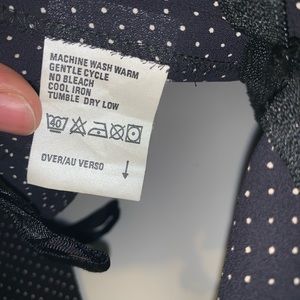 MACHINE WASH WARM
GENTLE CYCLE
NO BLEACH
COOL IRON
TUMBLE DRY LOW
40
OVER/AU VERSO